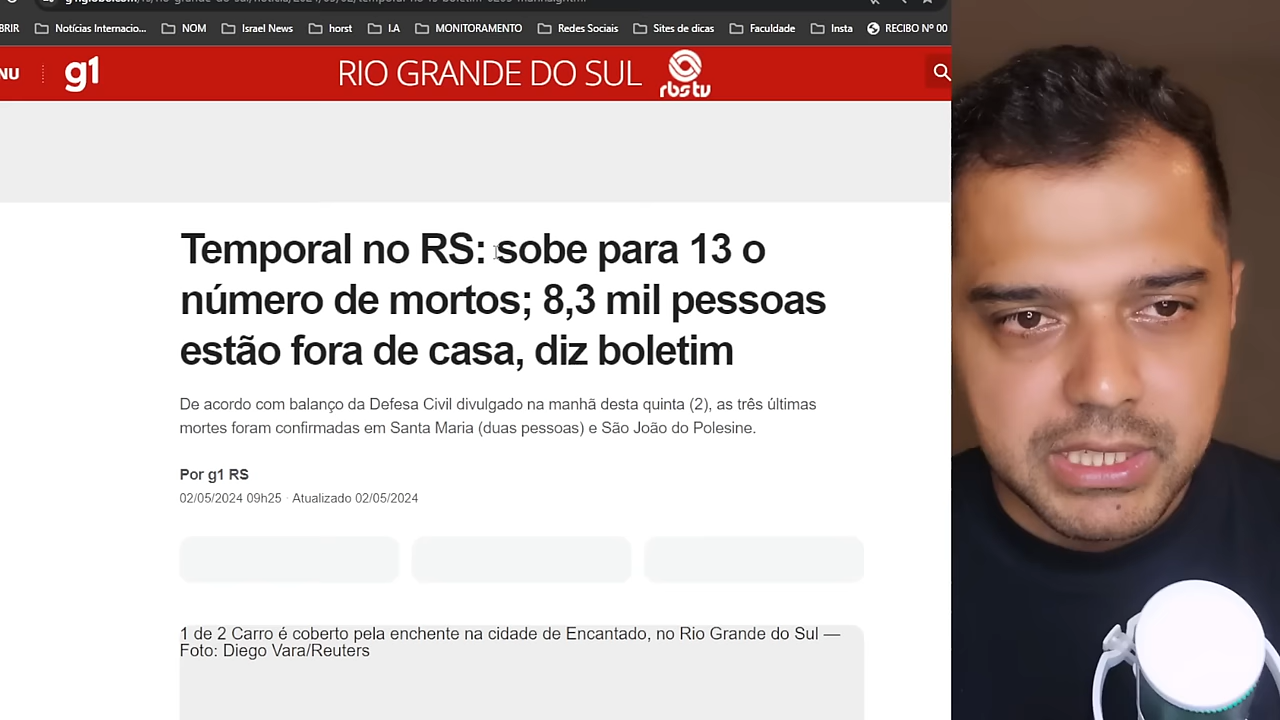 BRIR Notícias Internacio... NOM Israel News horst I.A MONITORAMENTO Redes Sociais Sites de dicas Faculdade Insta RECIBO Nº 00
NU g1 RIO GRANDE DO SUL rbs tv
Temporal no RS: sobe para 13 o
número de mortos; 8,3 mil pessoas
estão fora de casa, diz boletim
De acordo com balanço da Defesa Civil divulgado na manhã desta quinta (2), as três últimas
mortes foram confirmadas em Santa Maria (duas pessoas) e São João do Polesine.
Por g1 RS
02/05/2024 09h25 · Atualizado 02/05/2024
1 de 2 Carro é coberto pela enchente na cidade de Encantado, no Rio Grande do Sul —
Foto: Diego Vara/Reuters